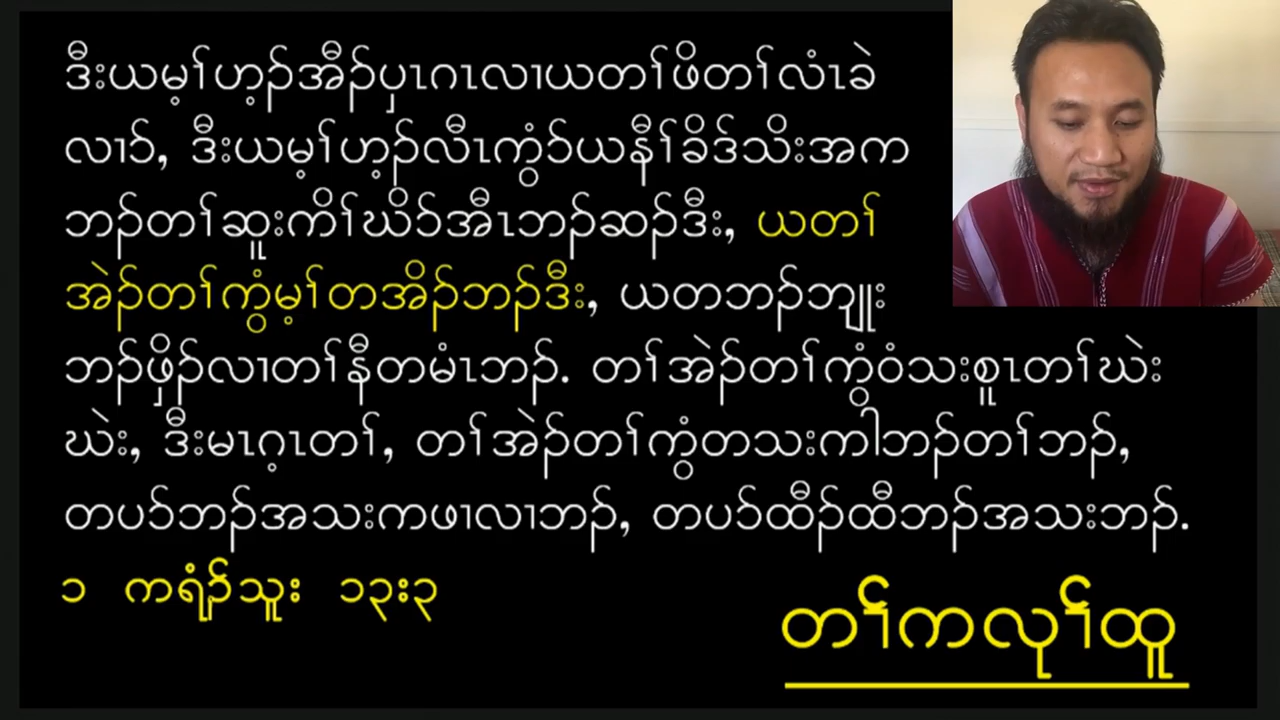 ဒီးယမ့ၢ်ဟ့ၣ်အီၣ်ပှၤဂၤလၢယတၢ်ဖိတၢ်လံၤခဲ
လၢာ်, ဒီးယမ့ၢ်ဟ့ၣ်လီၤကွံာ်ယနီၢ်ခိဒ်သိးအက
ဘၣ်တၢ်ဆူးကိၢ်ဃိာ်အီၤဘၣ်ဆၣ်ဒီး, ယတၢ်
အဲၣ်တၢ်ကွံမ့ၢ်တအိၣ်ဘၣ်ဒီး, ယတဘၣ်ဘျုး
ဘၣ်ဖှိၣ်လၢတၢ်နီတမံၤဘၣ်. တၢ်အဲၣ်တၢ်ကွံဝံသးစူၤတၢ်ဃဲး
ဃဲး, ဒီးမၤဂ့ၤတၢ်, တၢ်အဲၣ်တၢ်ကွံတသးကါဘၣ်တၢ်ဘၣ်,
တပာ်ဘၣ်အသးကဖၢလၢဘၣ်, တပာ်ထီၣ်ထီဘၣ်အသးဘၣ်.
၁ ကရံၣ်သူး ၁၃း၃
တၢ်ကလုၢ်ထူ